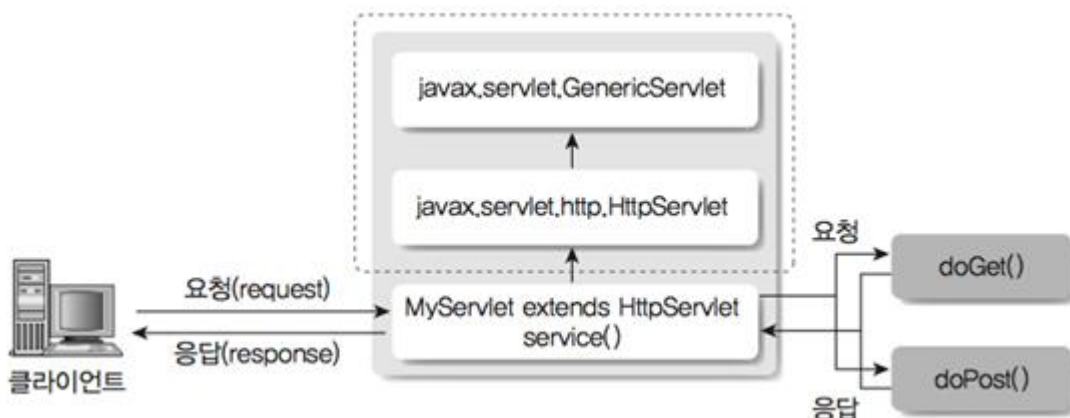 javax.servlet.GenericServlet
javax.servlet.http.HttpServlet
요청
doGet()
요청(request)
MyServlet extends HttpServlet
service()
응답(response)
클라이언트
doPost()
응답